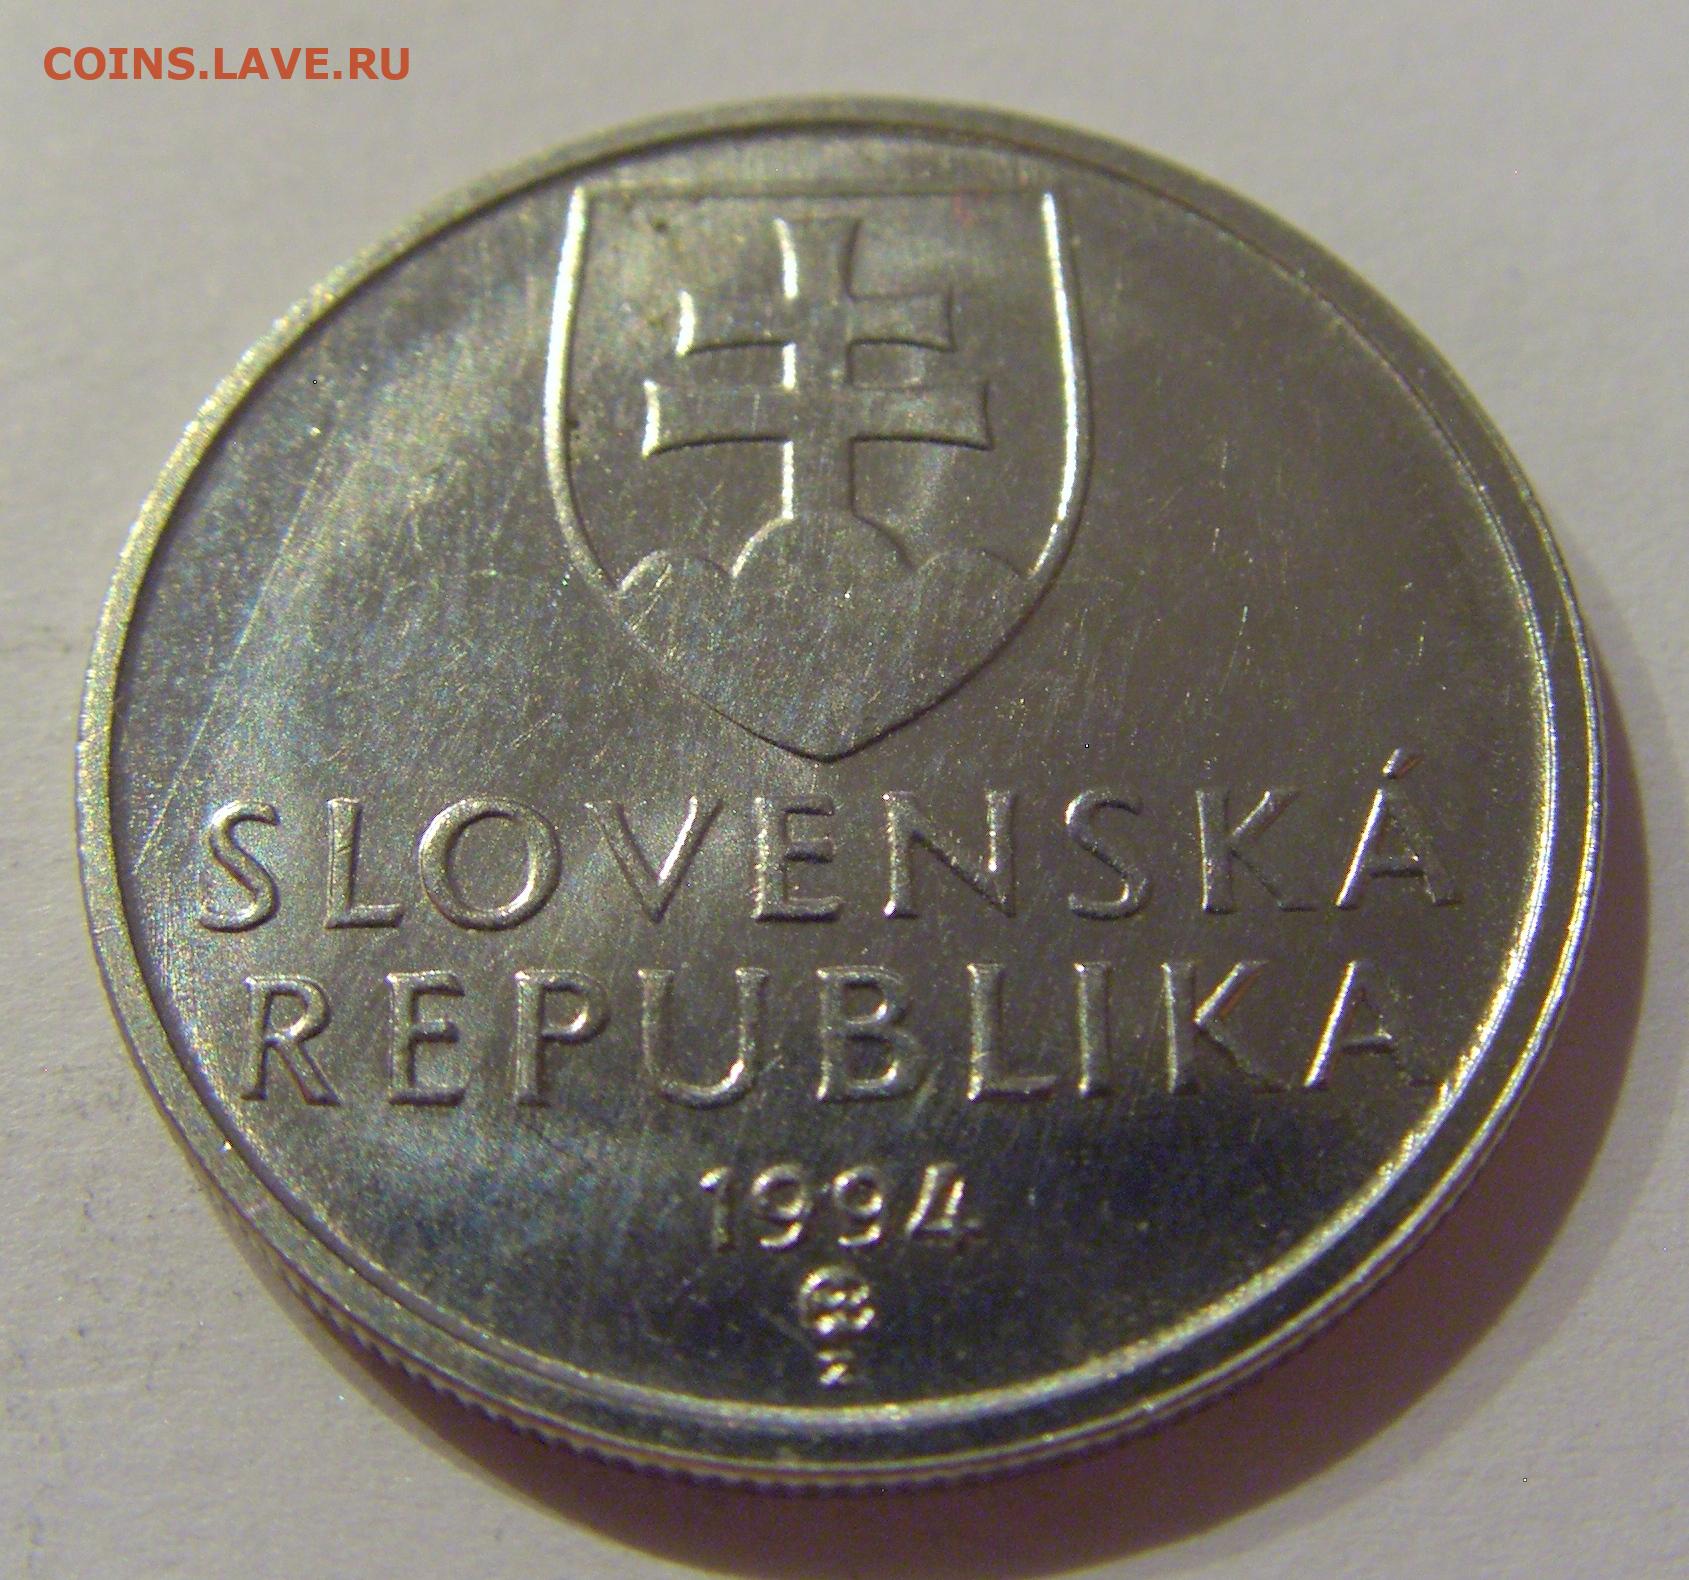 COINS.LAVE.RU
SLOVENSKÁ
REPUBLIKA
1994